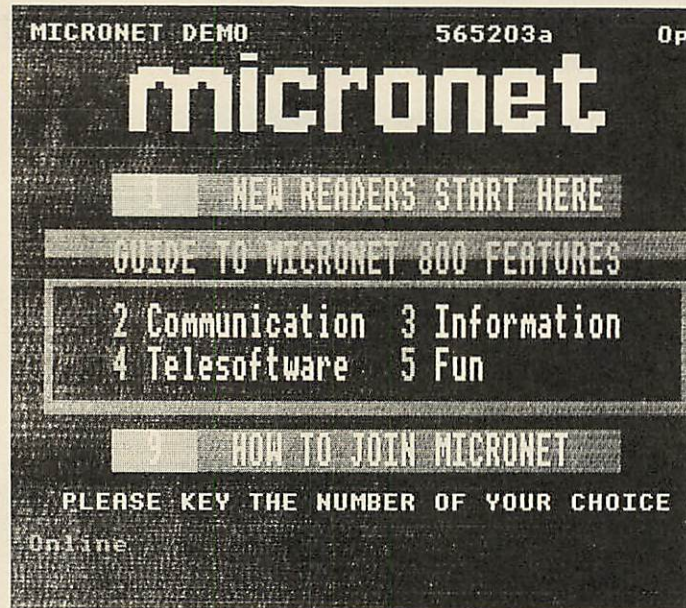 MICRONET DEMO 565203a 0p
micronet
1 NEW READERS START HERE
GUIDE TO MICRONET 800 FEATURES
2 Communication 3 Information
4 Telesoftware 5 Fun
9 HOW TO JOIN MICRONET
PLEASE KEY THE NUMBER OF YOUR CHOICE
Online